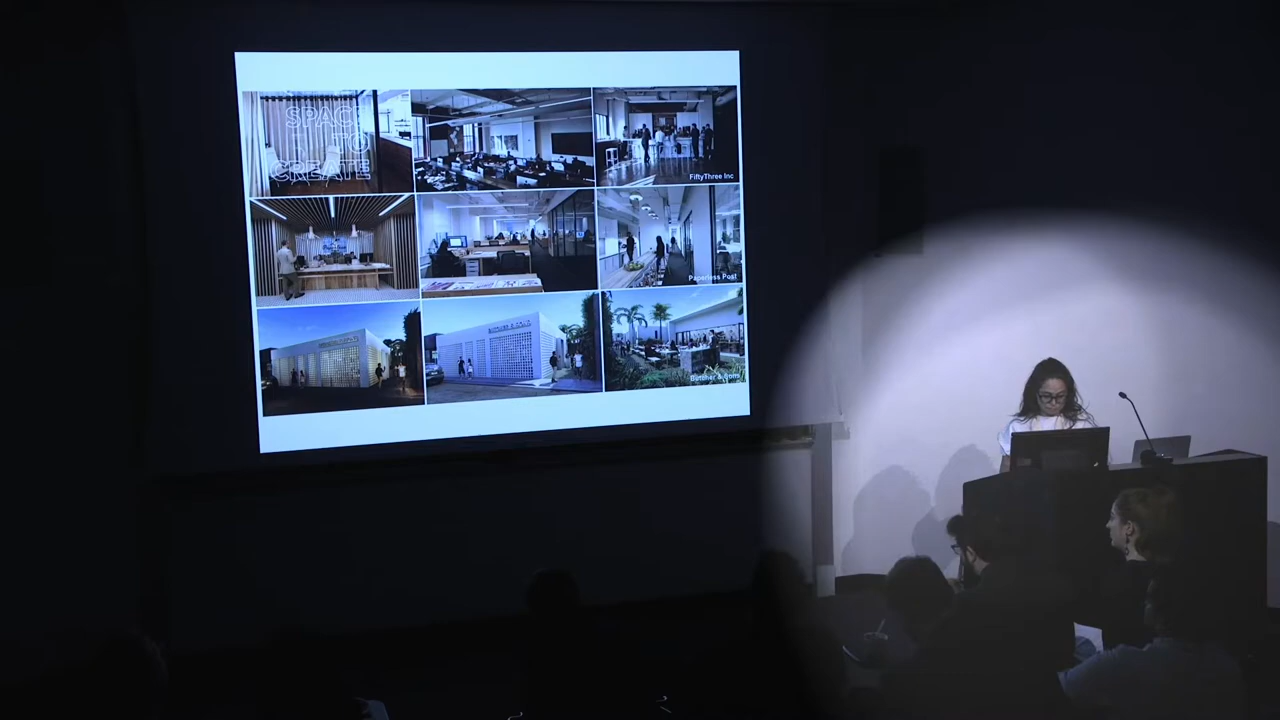 SPACE
TO
CREATE
FiftyThree Inc
Paperless Post
Butcher & Sons